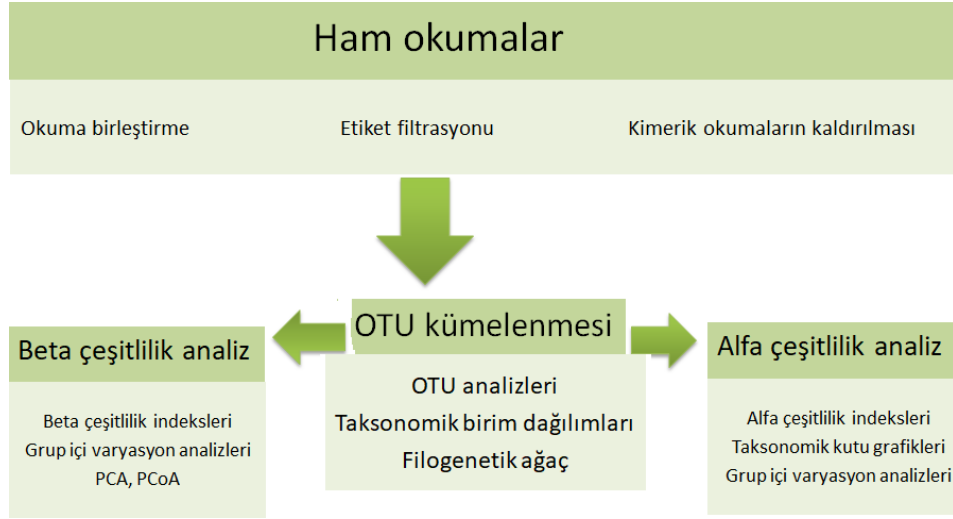 Ham okumalar
Okuma birleştirme
Etiket filtrasyonu
Kimerik okumaların kaldırılması
OTU kümelenmesi
OTU analizleri
Taksonomik birim dağılımları
Filogenetik ağaç
Beta çeşitlilik analiz
Beta çeşitlilik indeksleri
Grup içi varyasyon analizleri
PCA, PCoA
Alfa çeşitlilik analiz
Alfa çeşitlilik indeksleri
Taksonomik kutu grafikleri
Grup içi varyasyon analizleri